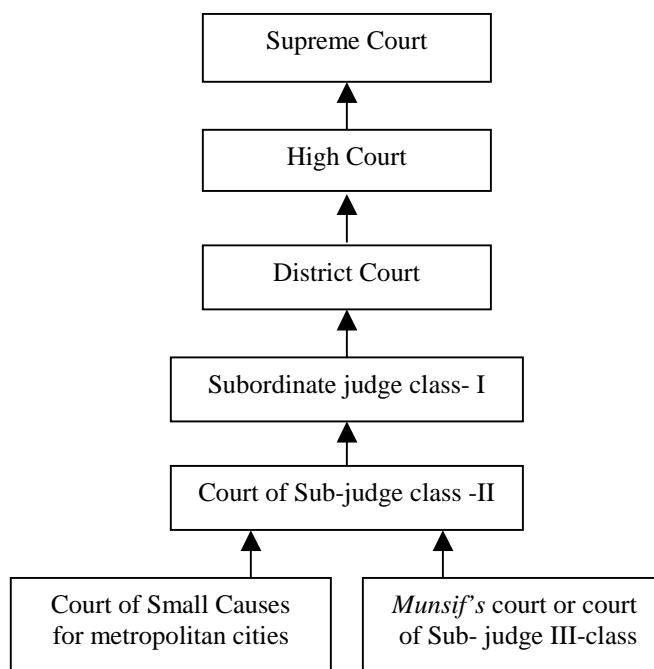 Supreme Court
High Court
District Court
Subordinate judge class- I
Court of Sub-judge class -II
Court of Small Causes
for metropolitan cities
Munsif's court or court
of Sub- judge III-class